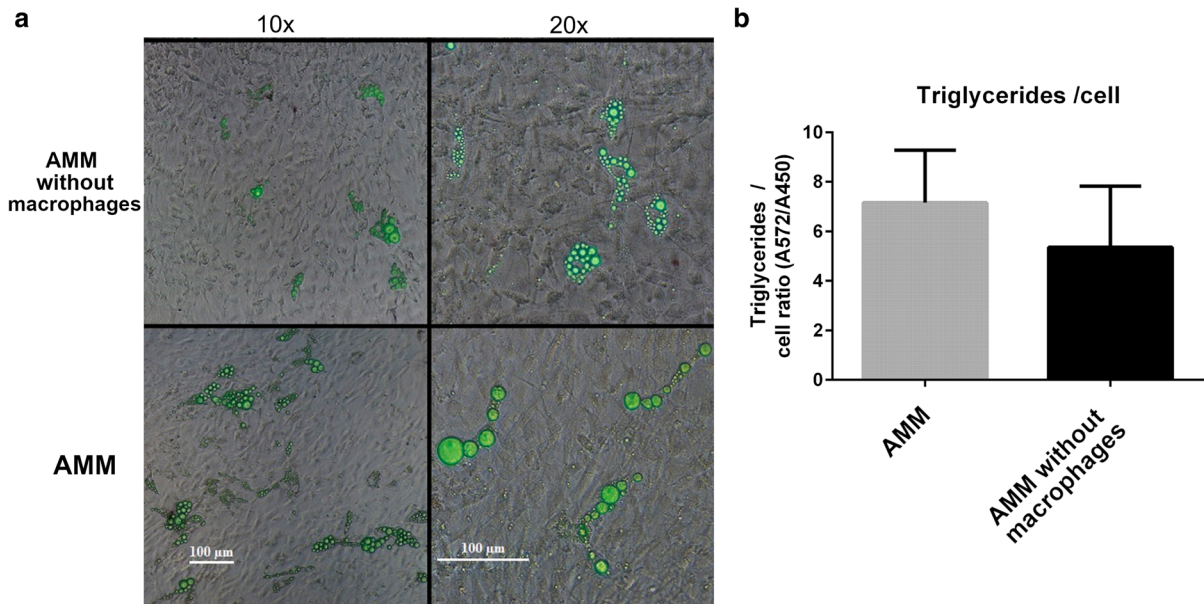 a
10x
20x
AMM
without
macrophages
AMM
100 μm
100 μm
b
Triglycerides /cell
Triglycerides /
cell ratio (A572/A450)
10
8
6
4
2
0
AMM
AMM without
macrophages